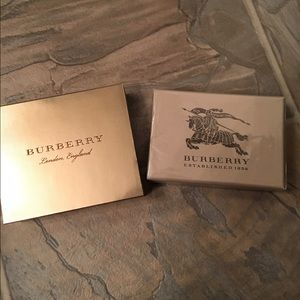 BURBERRY
London, England
BURBERRY
ESTABLISHED 1856